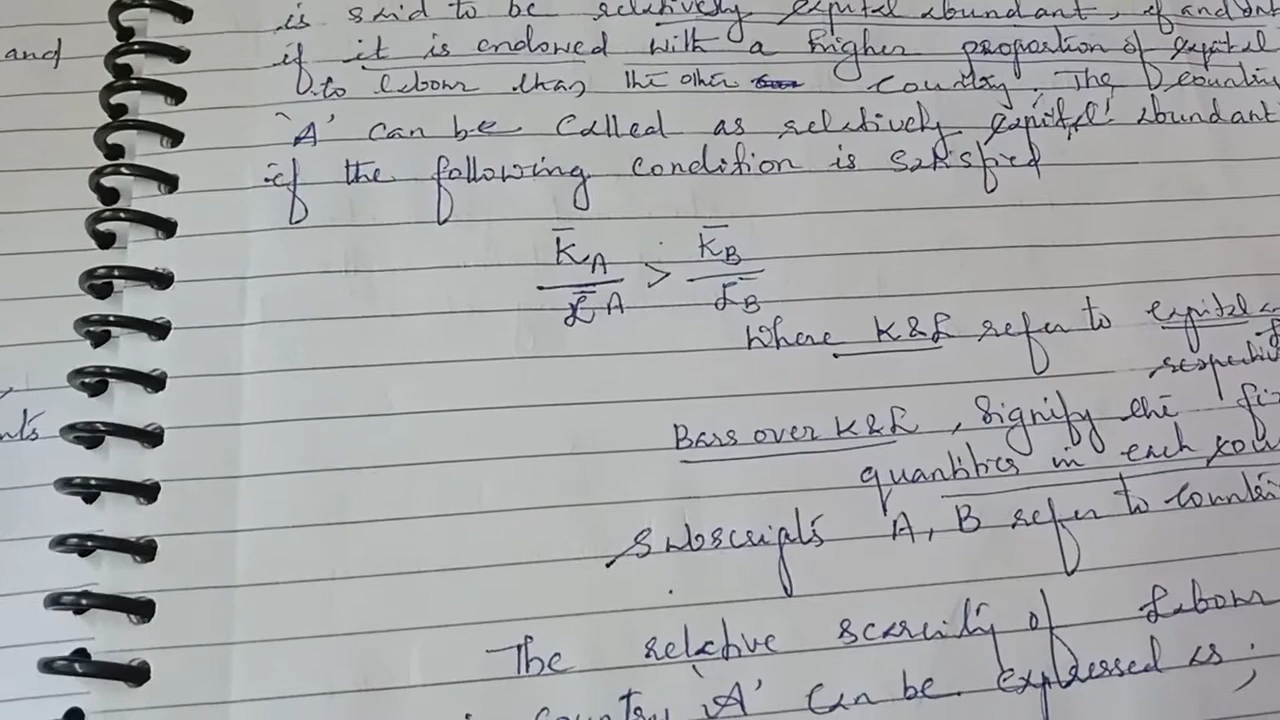 is said to be relatively capital abundant, if and
and
if it is endowed with a higher proportion of capital
to labour than the other country. The
'A' can be called as relatively capital abundant
if the following condition is satisfied
K̄A / L̄A > K̄B / L̄B
Where K & L refer to capital
nts
Bars over K & L, signify the
quantities in each
Subscripts A, B refer to
The relative scarcity of labour
country 'A' can be expressed as;